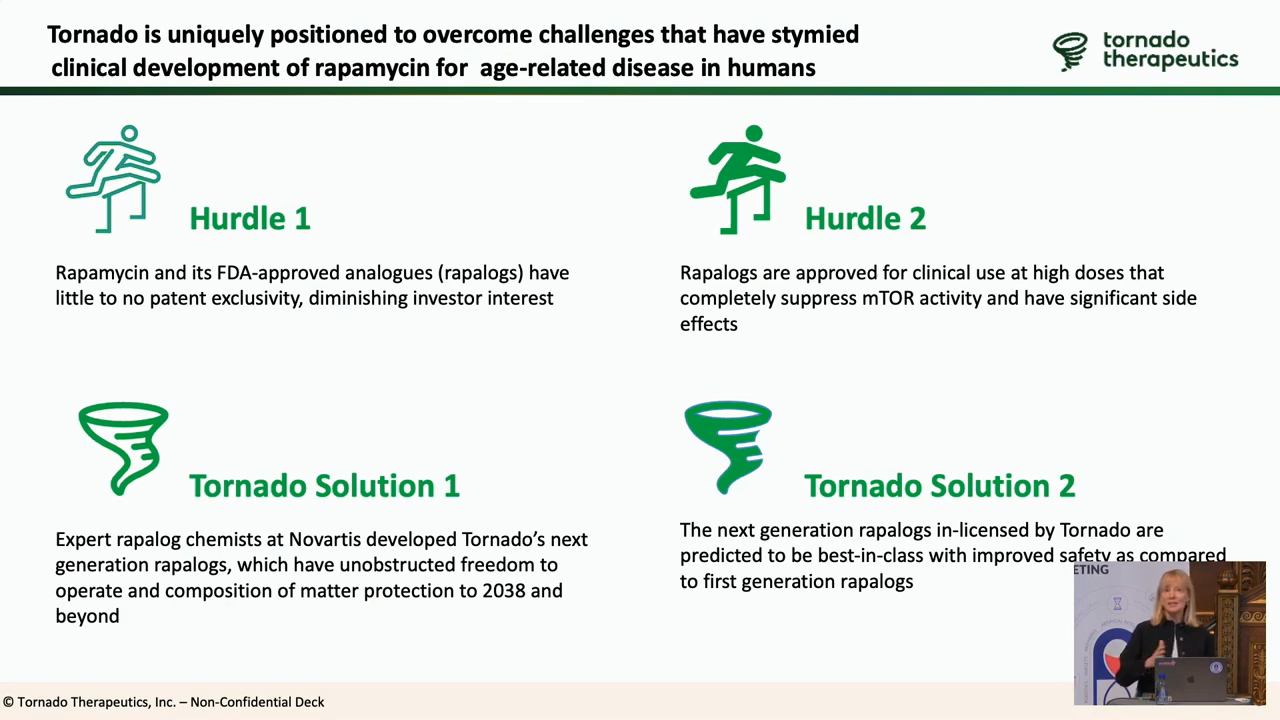 Tornado is uniquely positioned to overcome challenges that have stymied
clinical development of rapamycin for age-related disease in humans
tornado
therapeutics
Hurdle 1
Rapamycin and its FDA-approved analogues (rapalogs) have
little to no patent exclusivity, diminishing investor interest
Hurdle 2
Rapalogs are approved for clinical use at high doses that
completely suppress mTOR activity and have significant side
effects
Tornado Solution 1
Expert rapalog chemists at Novartis developed Tornado’s next
generation rapalogs, which have unobstructed freedom to
operate and composition of matter protection to 2038 and
beyond
Tornado Solution 2
The next generation rapalogs in-licensed by Tornado are
predicted to be best-in-class with improved safety as compared
to first generation rapalogs
ETING
© Tornado Therapeutics, Inc. – Non-Confidential Deck